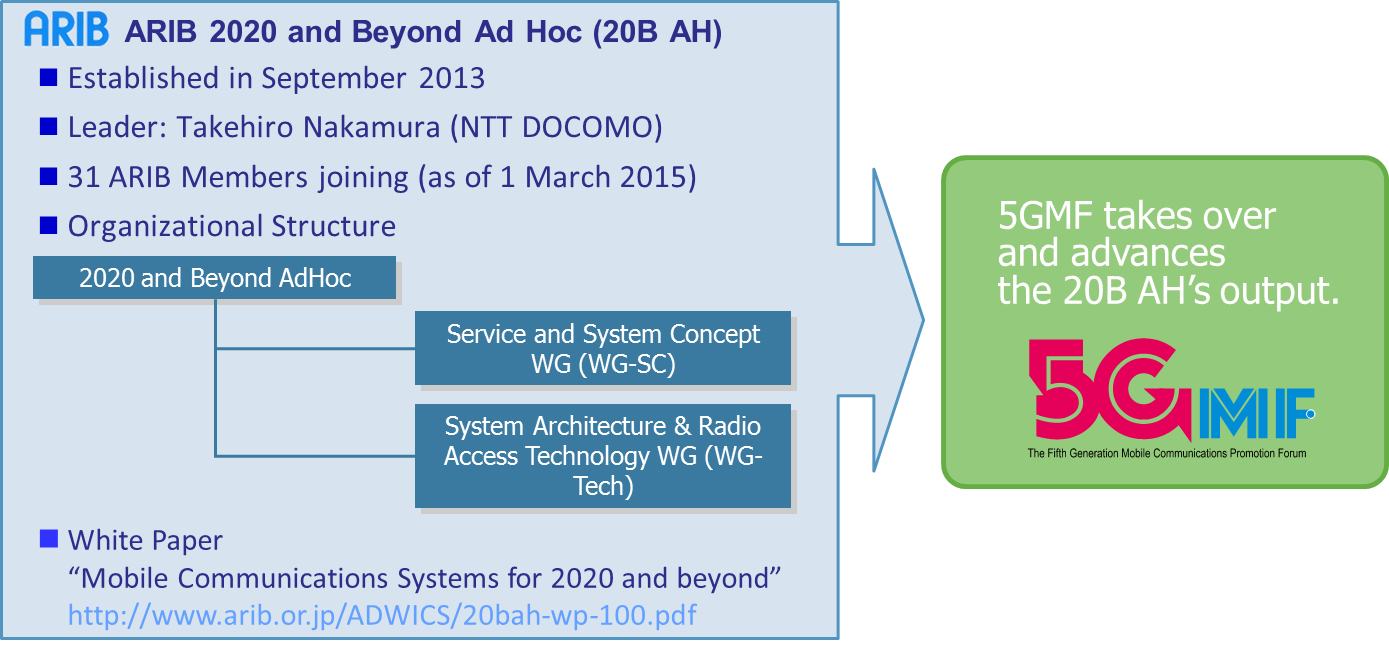 ARIB ARIB 2020 and Beyond Ad Hoc (20B AH)
Established in September 2013
Leader: Takehiro Nakamura (NTT DOCOMO)
31 ARIB Members joining (as of 1 March 2015)
Organizational Structure
2020 and Beyond AdHoc
Service and System Concept
WG (WG-SC)
System Architecture & Radio
Access Technology WG (WG-
Tech)
White Paper
“Mobile Communications Systems for 2020 and beyond”
http://www.arib.or.jp/ADWICS/20bah-wp-100.pdf
5GMF takes over
and advances
the 20B AH’s output.
5GMF
The Fifth Generation Mobile Communications Promotion Forum